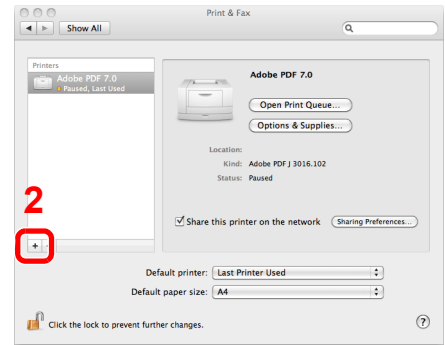 Print & Fax
Show All
Printers
Adobe PDF 7.0
Paused, Last Used
Adobe PDF 7.0
Open Print Queue...
Options & Supplies...
Location:
Kind: Adobe PDF J 3016.102
Status: Paused
2
Share this printer on the network
Sharing Preferences...
+ -
Default printer: Last Printer Used
Default paper size: A4
Click the lock to prevent further changes.
?